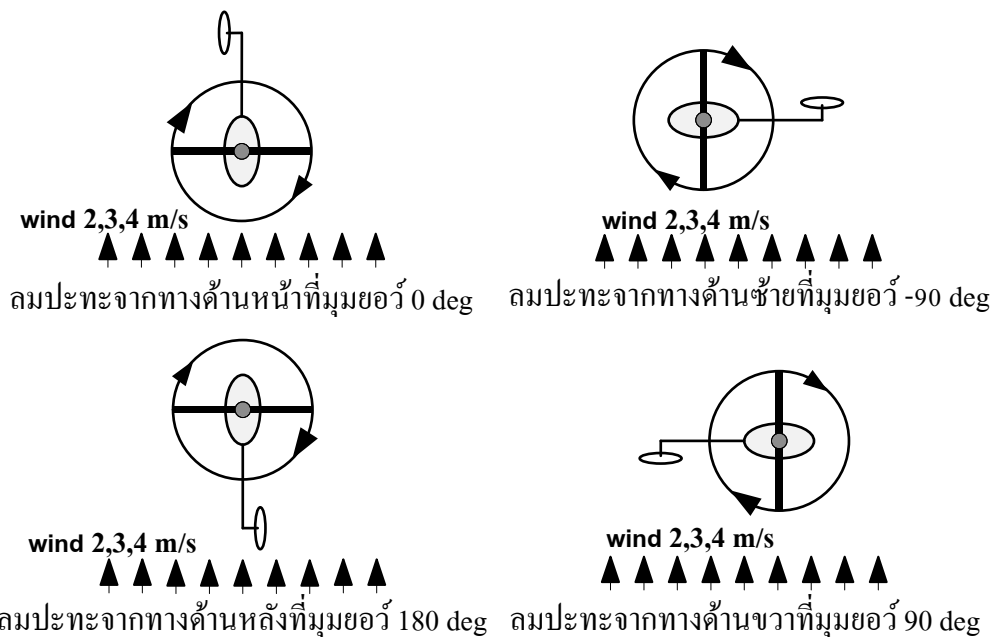 wind 2,3,4 m/s
ลมปะทะจากทางด้านหน้าที่มุมยอว์ 0 deg
wind 2,3,4 m/s
ลมปะทะจากทางด้านซ้ายที่มุมยอว์ -90 deg
wind 2,3,4 m/s
ลมปะทะจากทางด้านหลังที่มุมยอว์ 180 deg
wind 2,3,4 m/s
ลมปะทะจากทางด้านขวาที่มุมยอว์ 90 deg